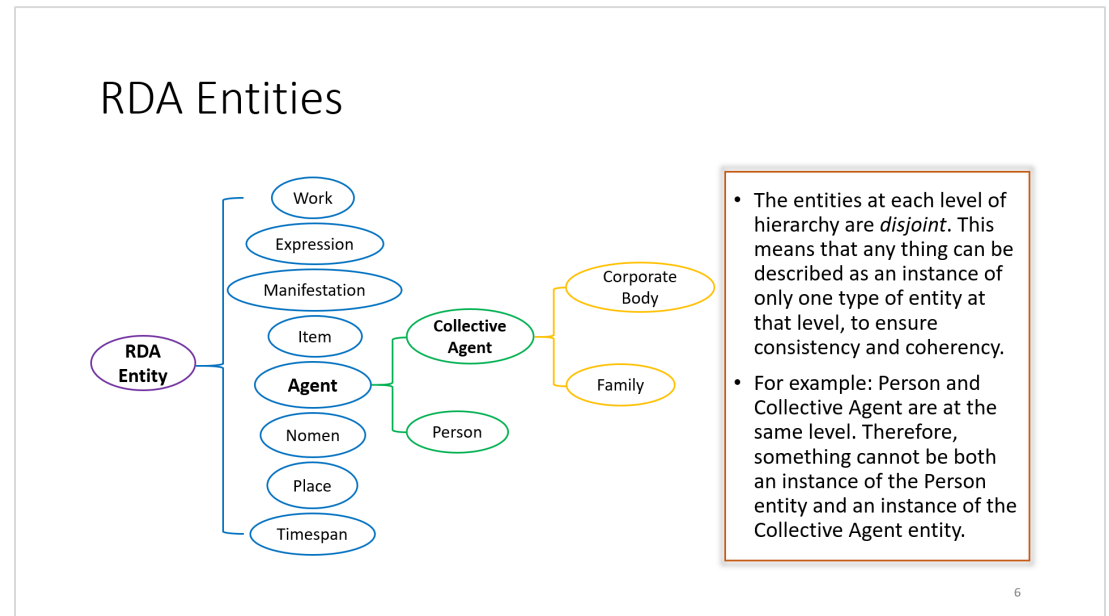 RDA Entities
Work
Expression
Manifestation
Item
Agent
Nomen
Place
Timespan
RDA
Entity
Collective
Agent
Person
Corporate
Body
Family
• The entities at each level of
hierarchy are disjoint. This
means that any thing can be
described as an instance of
only one type of entity at
that level, to ensure
consistency and coherency.
• For example: Person and
Collective Agent are at the
same level. Therefore,
something cannot be both
an instance of the Person
entity and an instance of the
Collective Agent entity.
6